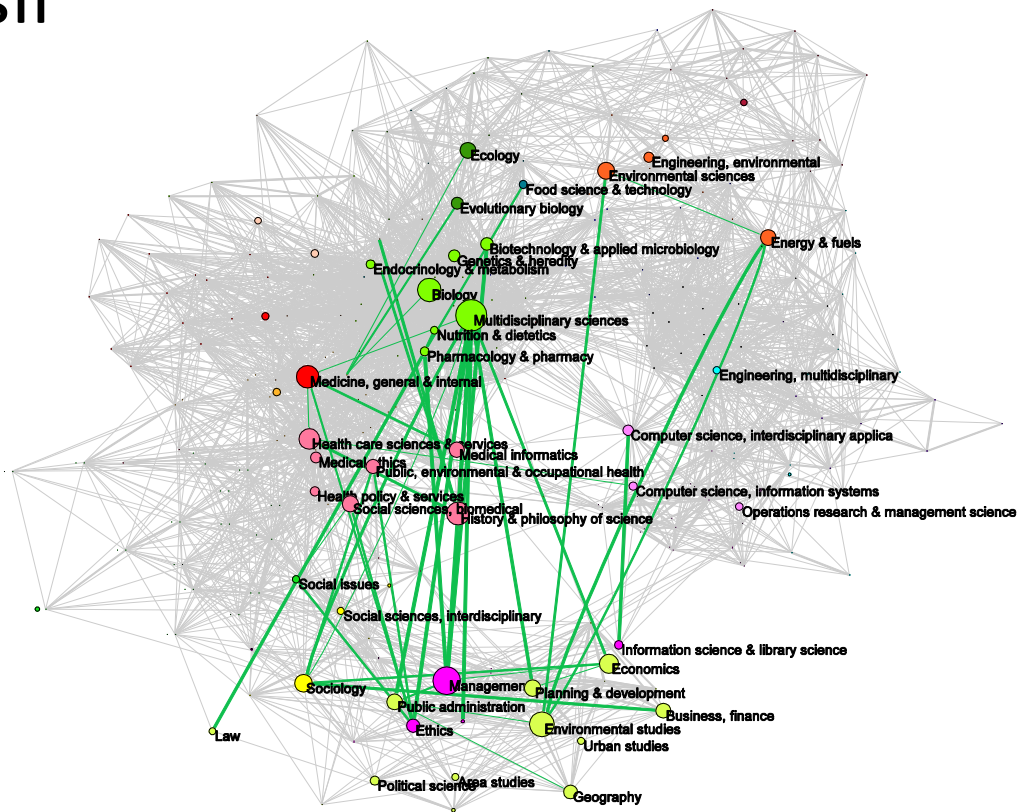 Ecology
Engineering, environmental
Environmental sciences
Food science & technology
Evolutionary biology
Energy & fuels
Biotechnology & applied microbiology
Genetics & heredity
Endocrinology & metabolism
Biology
Multidisciplinary sciences
Nutrition & dietetics
Pharmacology & pharmacy
Engineering, multidisciplinary
Medicine, general & internal
Computer science, interdisciplinary applica
Health care sciences & services
Medical informatics
Medical ethics
Public, environmental & occupational health
Computer science, information systems
Health policy & services
Social sciences, biomedical
Operations research & management science
History & philosophy of science
Social issues
Social sciences, interdisciplinary
Information science & library science
Economics
Sociology
Managemen
Planning & development
Public administration
Business, finance
Ethics
Environmental studies
Law
Urban studies
Political science
Area studies
Geography